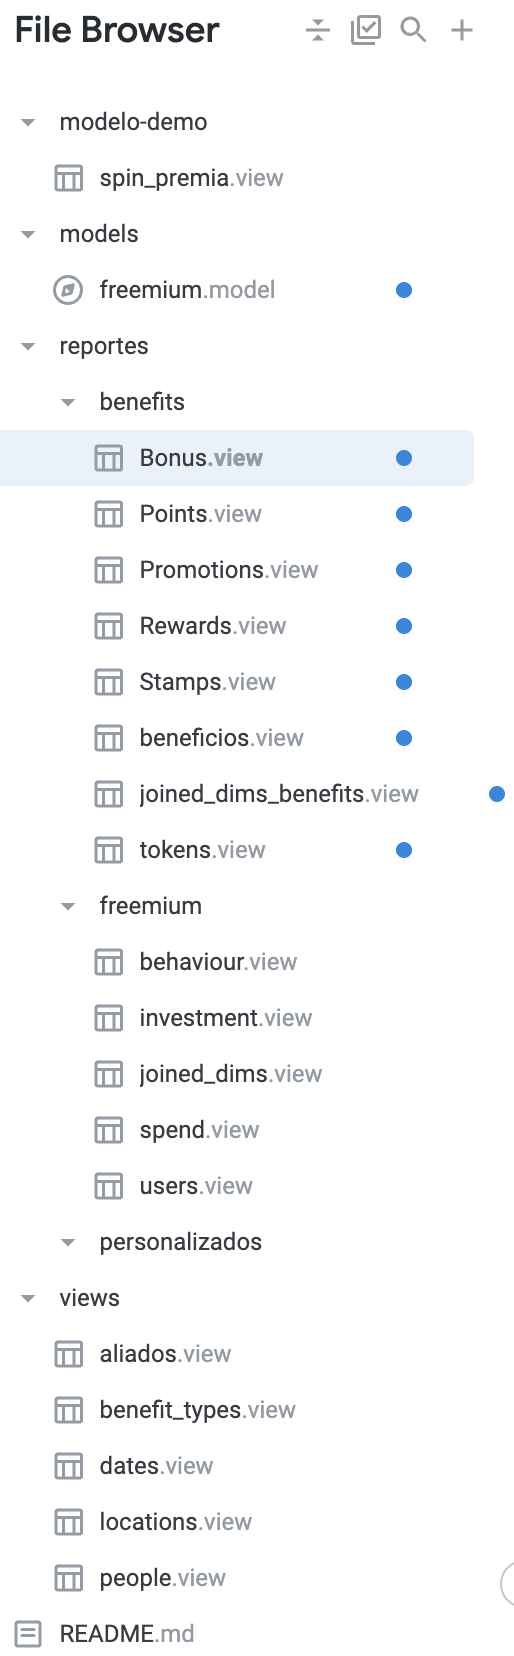 File Browser
modelo-demo
spin_premia.view
models
freemium.model
reportes
benefits
Bonus.view
Points.view
Promotions.view
Rewards.view
Stamps.view
beneficios.view
joined_dims_benefits.view
tokens.view
freemium
behaviour.view
investment.view
joined_dims.view
spend.view
users.view
personalizados
views
aliados.view
benefit_types.view
dates.view
locations.view
people.view
README.md